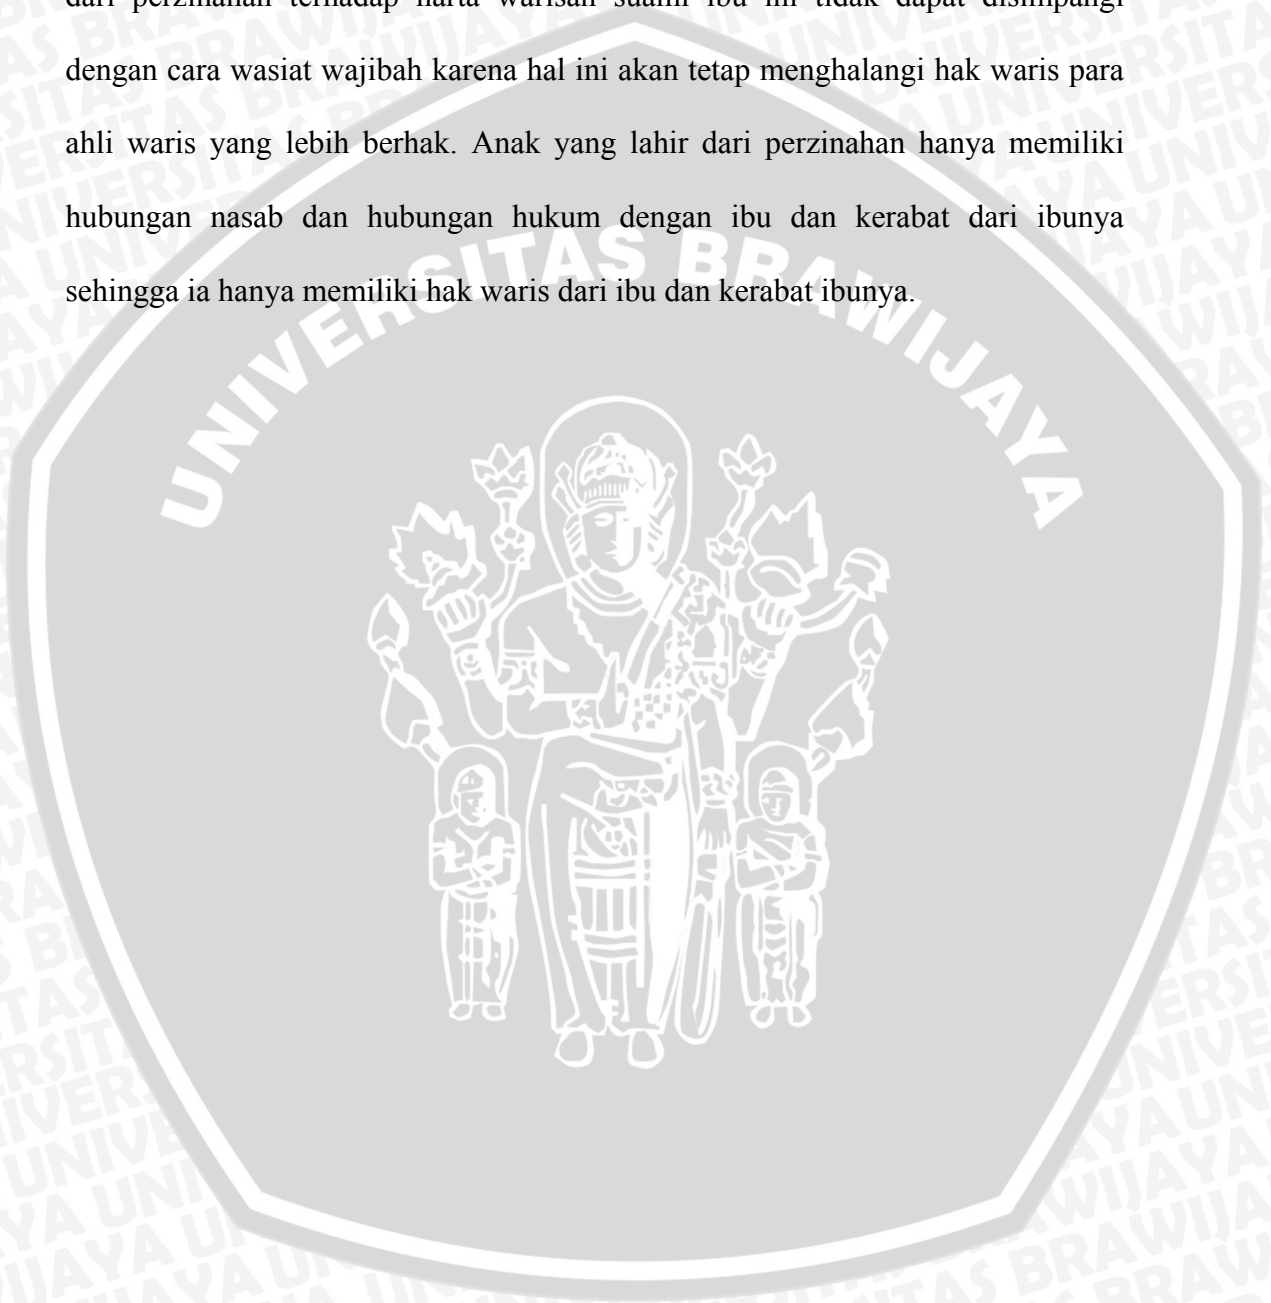 dari perzinahan terhadap harta warisan suami ibu ini tidak dapat disimpangi
dengan cara wasiat wajibah karena hal ini akan tetap menghalangi hak waris para
ahli waris yang lebih berhak. Anak yang lahir dari perzinahan hanya memiliki
hubungan nasab dan hubungan hukum dengan ibu dan kerabat dari ibunya
sehingga ia hanya memiliki hak waris dari ibu dan kerabat ibunya.
UNIVERSITAS BRAWIJAYA